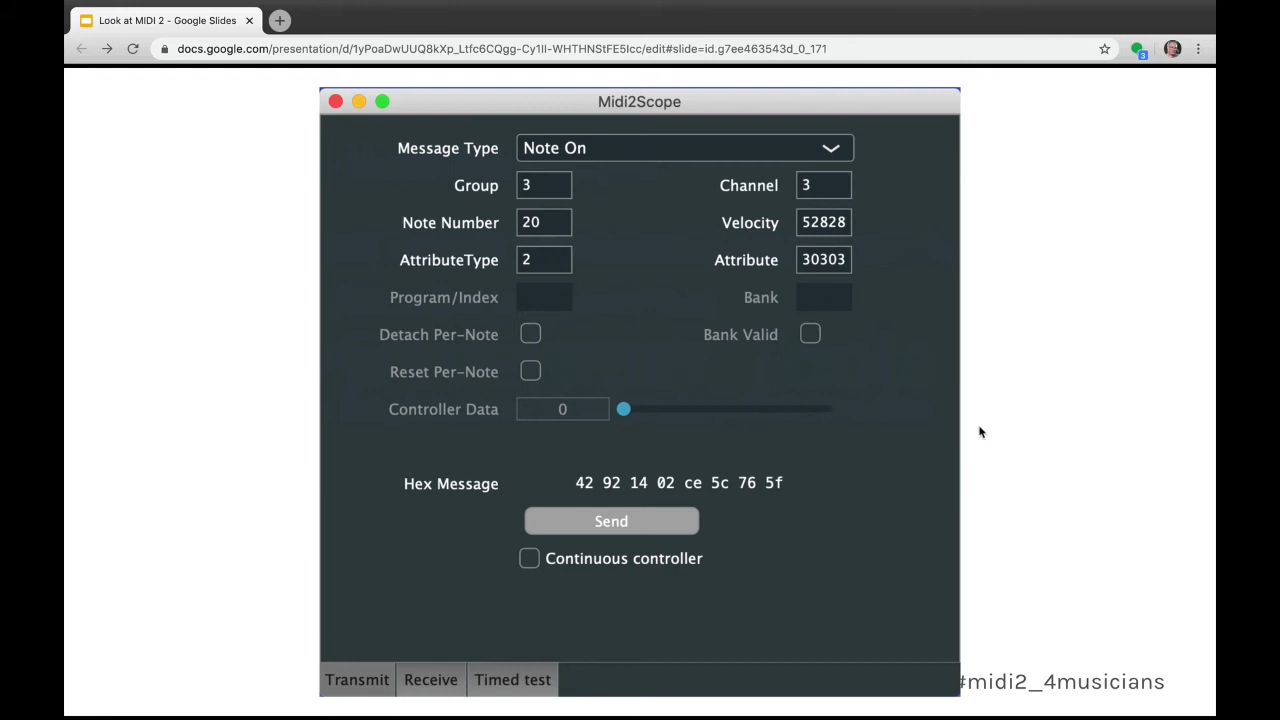 Look at MIDI 2 - Google Slides
docs.google.com/presentation/d/1yPoaDwUUQ8kXp_Ltfc6CQgg-Cy1Il-WHTHNStFE5Icc/edit#slide=id.g7ee463543d_0_171
3
Midi2Scope
Message Type Note On
Group 3 Channel 3
Note Number 20 Velocity 52828
AttributeType 2 Attribute 30303
Program/Index Bank
Detach Per-Note Bank Valid
Reset Per-Note
Controller Data 0
Hex Message 42 92 14 02 ce 5c 76 5f
Send
Continuous controller
Transmit Receive Timed test
#midi2_4musicians